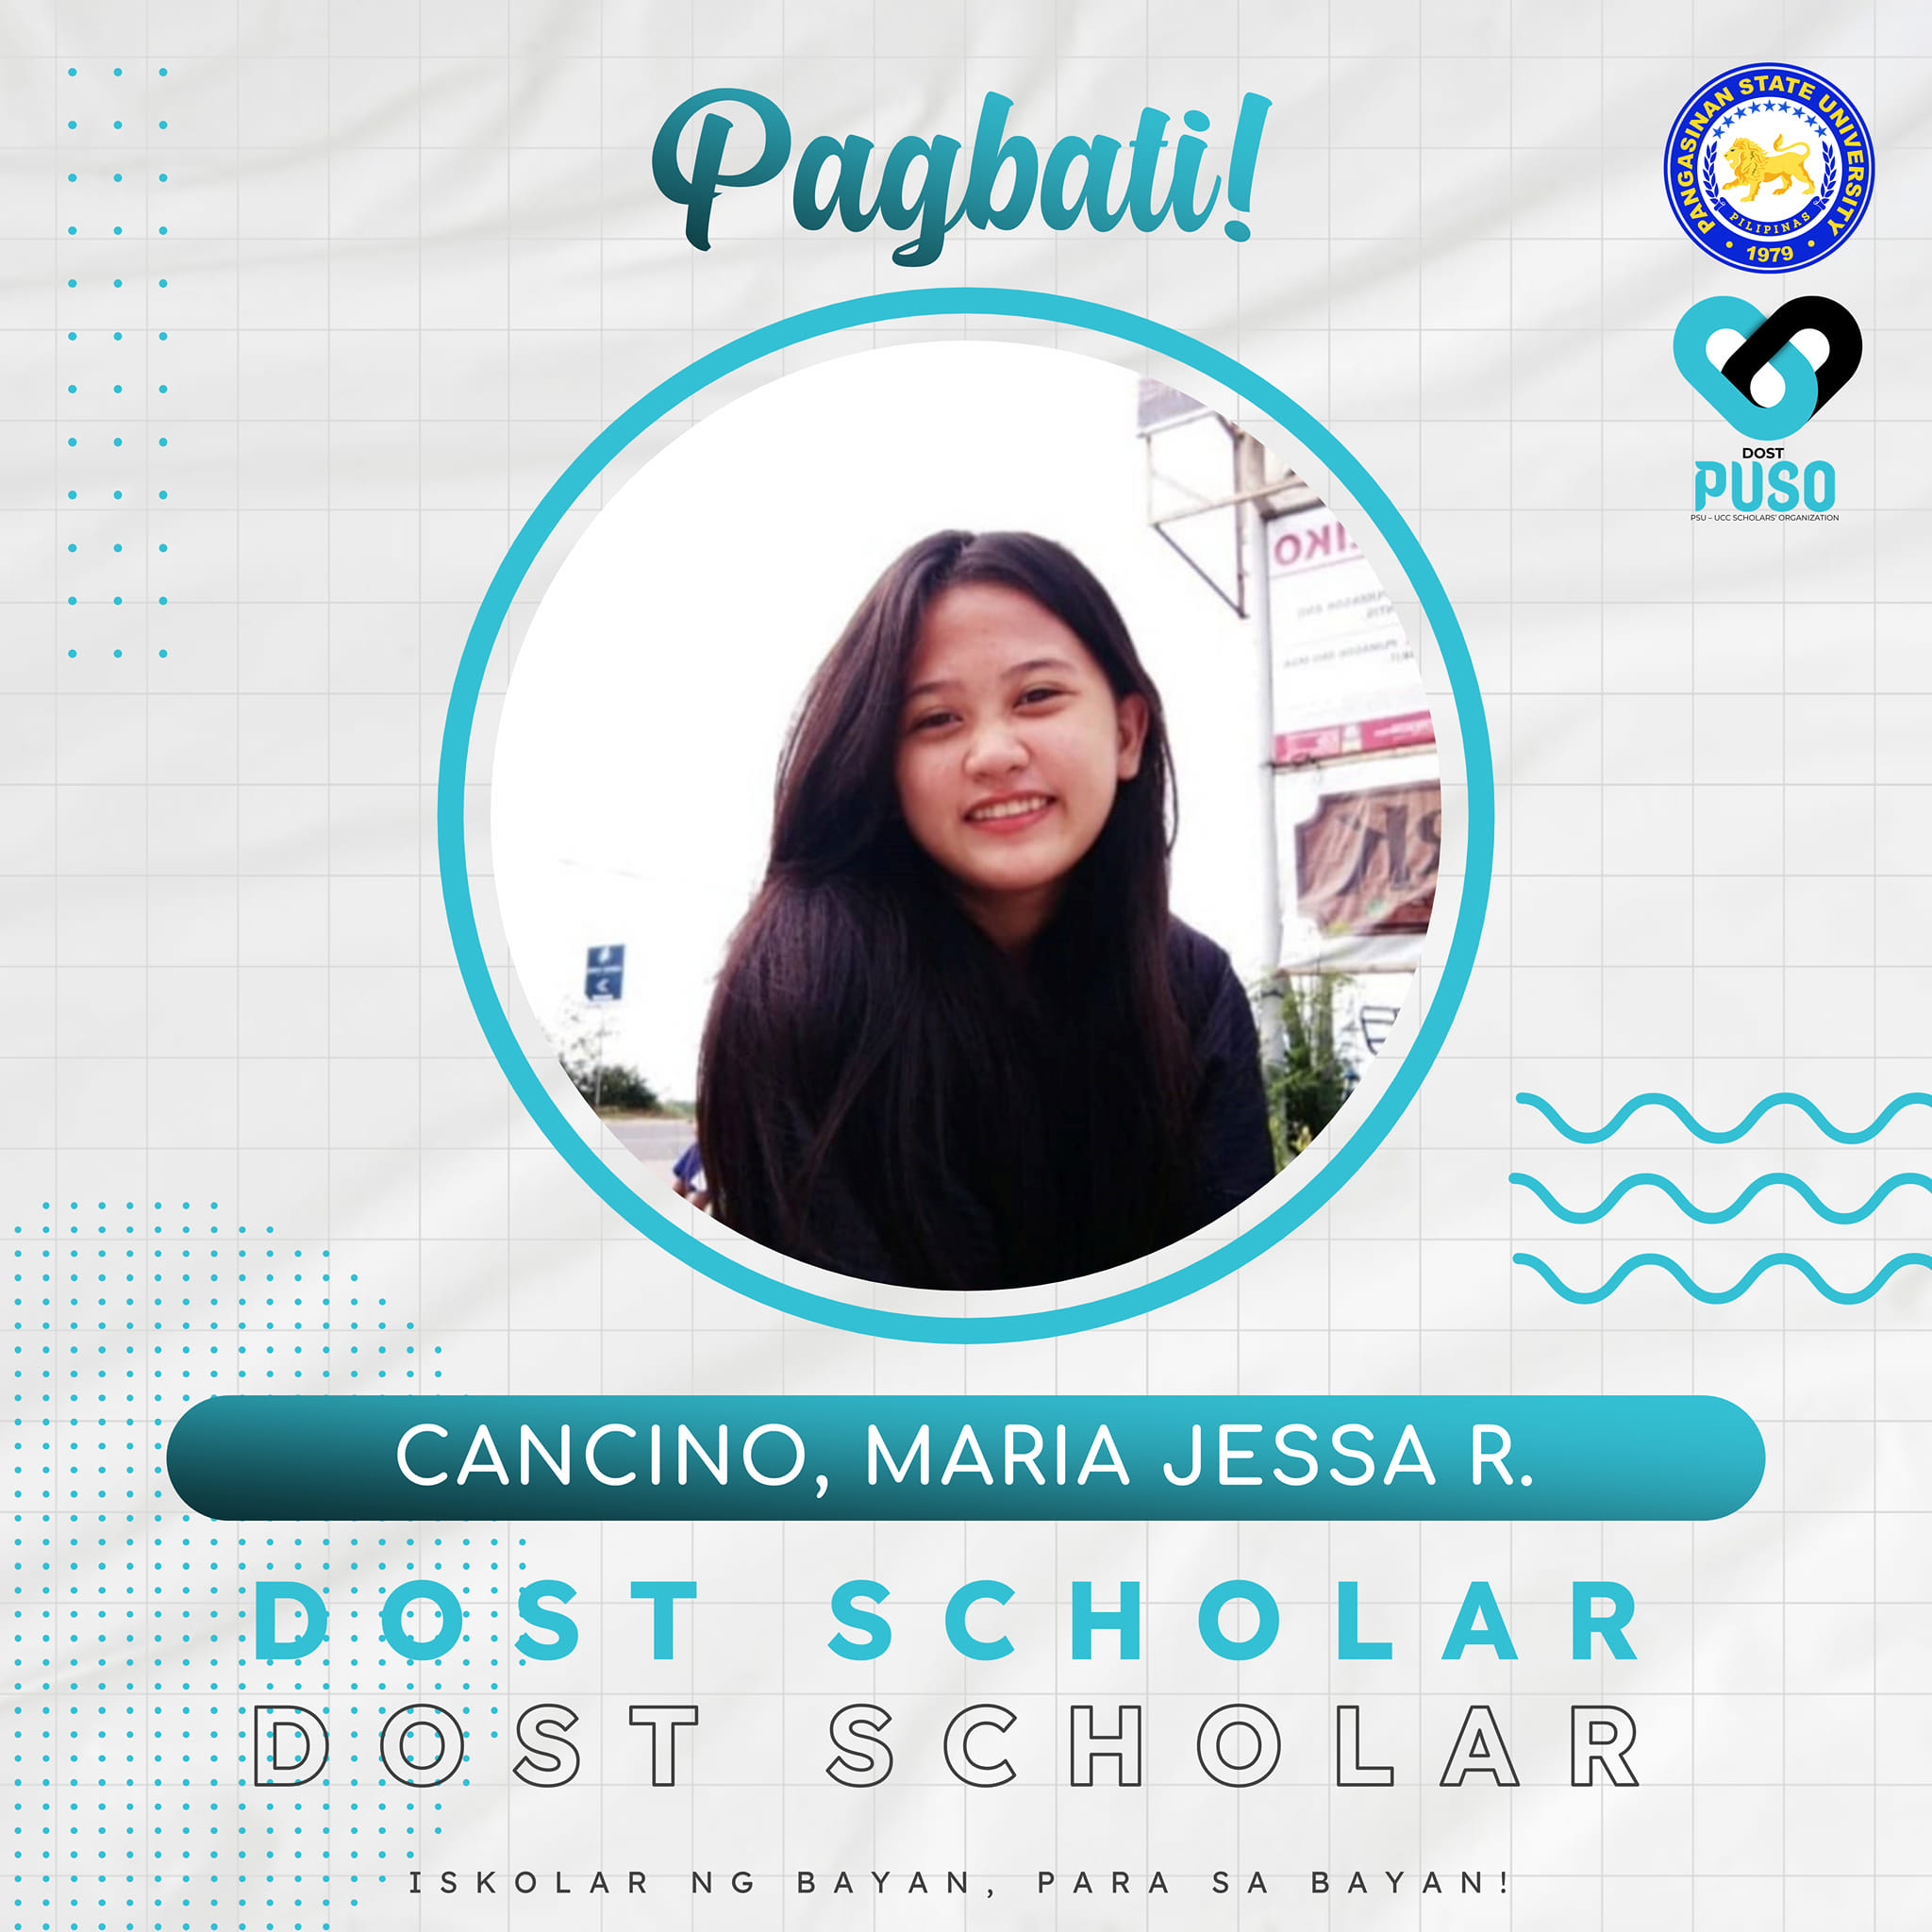 Pagbati!
PANGASINAN STATE UNIVERSITY
PILIPINAS
1979
DOST
PUSO
PSU – UCC SCHOLARS' ORGANIZATION
CANCINO, MARIA JESSA R.
DOST SCHOLAR
DOST SCHOLAR
ISKOLAR NG BAYAN, PARA SA BAYAN!